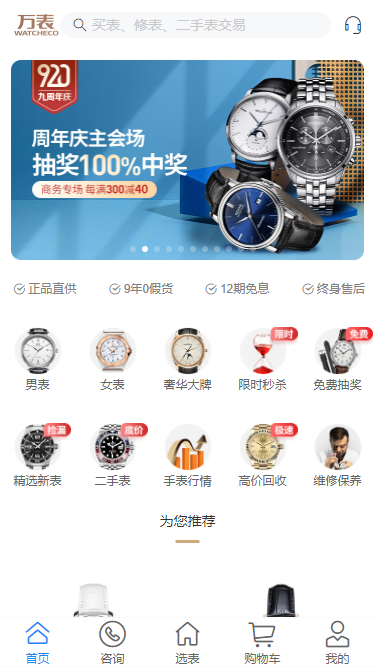 万表
WATCHECO
买表、修表、二手表交易
920
九周年庆
周年庆主会场
抽奖100%中奖
商务专场 每满300减40
正品直供
9年0假货
12期免息
终身售后
限时
免费
男表
女表
奢华大牌
限时秒杀
免费抽奖
捡漏
底价
极速
精选新表
二手表
手表行情
高价回收
维修保养
为您推荐
首页
咨询
选表
购物车
我的